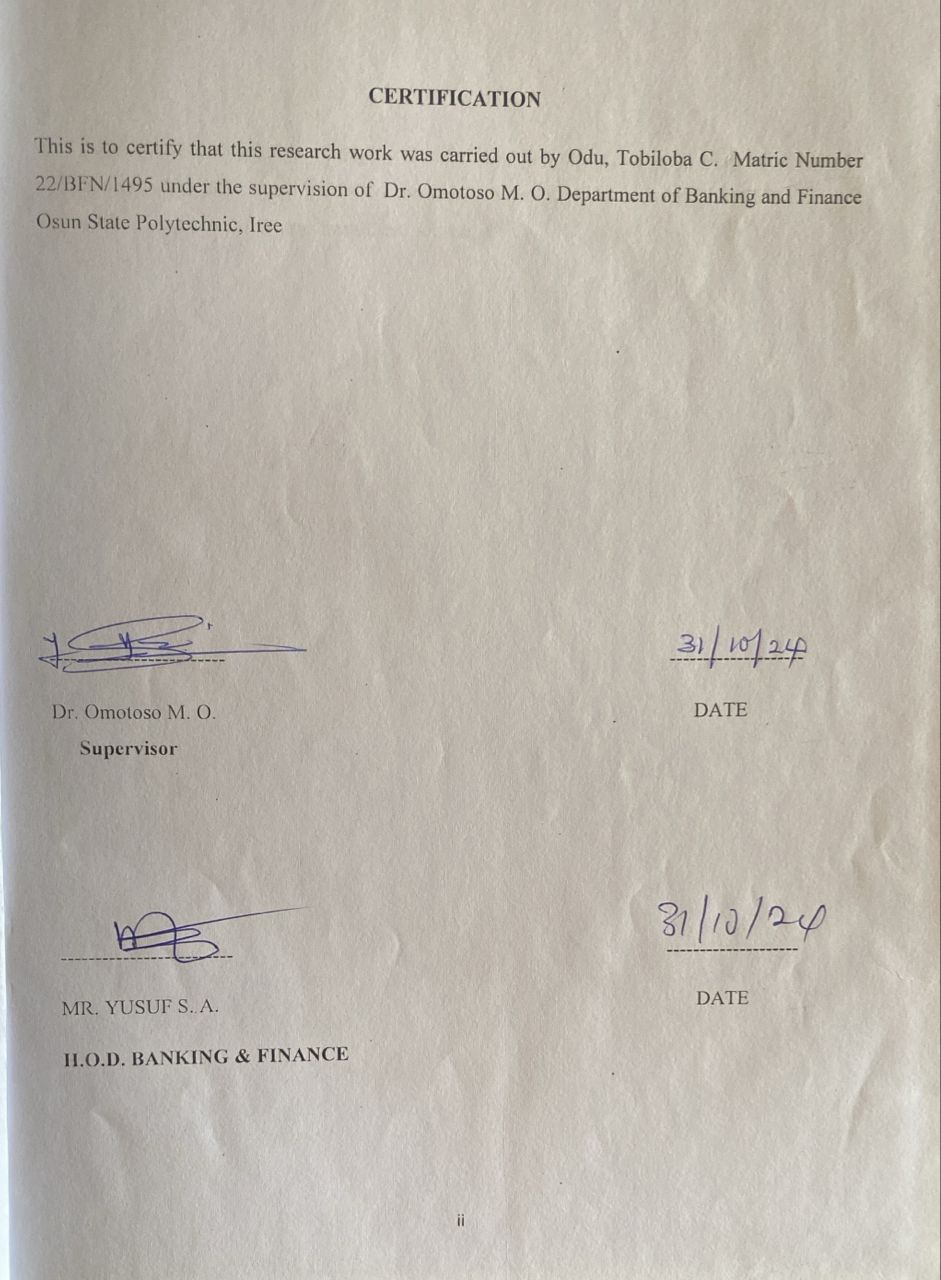 CERTIFICATION
This is to certify that this research work was carried out by Odu, Tobiloba C. Matric Number
22/BFN/1495 under the supervision of Dr. Omotoso M. O. Department of Banking and Finance
Osun State Polytechnic, Iree
31/10/24
Dr. Omotoso M. O. DATE
Supervisor
31/10/24
MR. YUSUF S. A. DATE
H.O.D. BANKING & FINANCE
ii